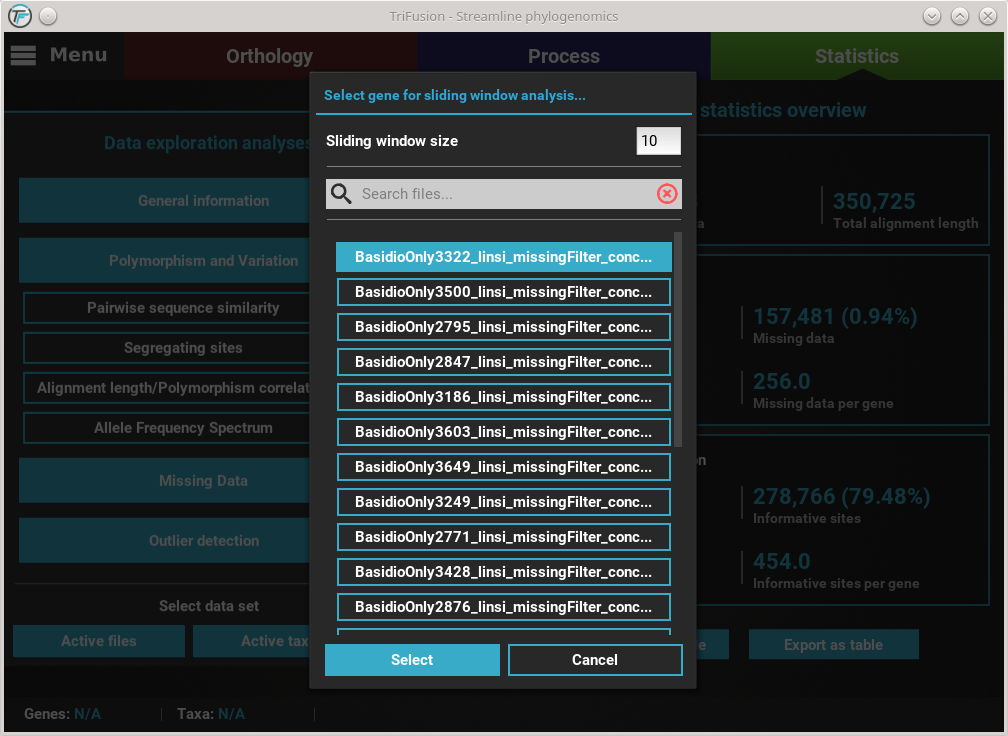 TriFusion - Streamline phylogenomics
Menu
Orthology
Process
Statistics
Select gene for sliding window analysis...
Sliding window size
10
Search files...
BasidioOnly3322_linsi_missingFilter_conc...
BasidioOnly3500_linsi_missingFilter_conc...
BasidioOnly2795_linsi_missingFilter_conc...
BasidioOnly2847_linsi_missingFilter_conc...
BasidioOnly3186_linsi_missingFilter_conc...
BasidioOnly3603_linsi_missingFilter_conc...
BasidioOnly3649_linsi_missingFilter_conc...
BasidioOnly3249_linsi_missingFilter_conc...
BasidioOnly2771_linsi_missingFilter_conc...
BasidioOnly3428_linsi_missingFilter_conc...
BasidioOnly2876_linsi_missingFilter_conc...
Select
Cancel
Data exploration analyses
General information
Polymorphism and Variation
Pairwise sequence similarity
Segregating sites
Alignment length/Polymorphism correlat
Allele Frequency Spectrum
Missing Data
Outlier detection
Select data set
Active files
Active tax
statistics overview
350,725
Total alignment length
157,481 (0.94%)
Missing data
256.0
Missing data per gene
278,766 (79.48%)
Informative sites
454.0
Informative sites per gene
Export as table
Genes: N/A
Taxa: N/A